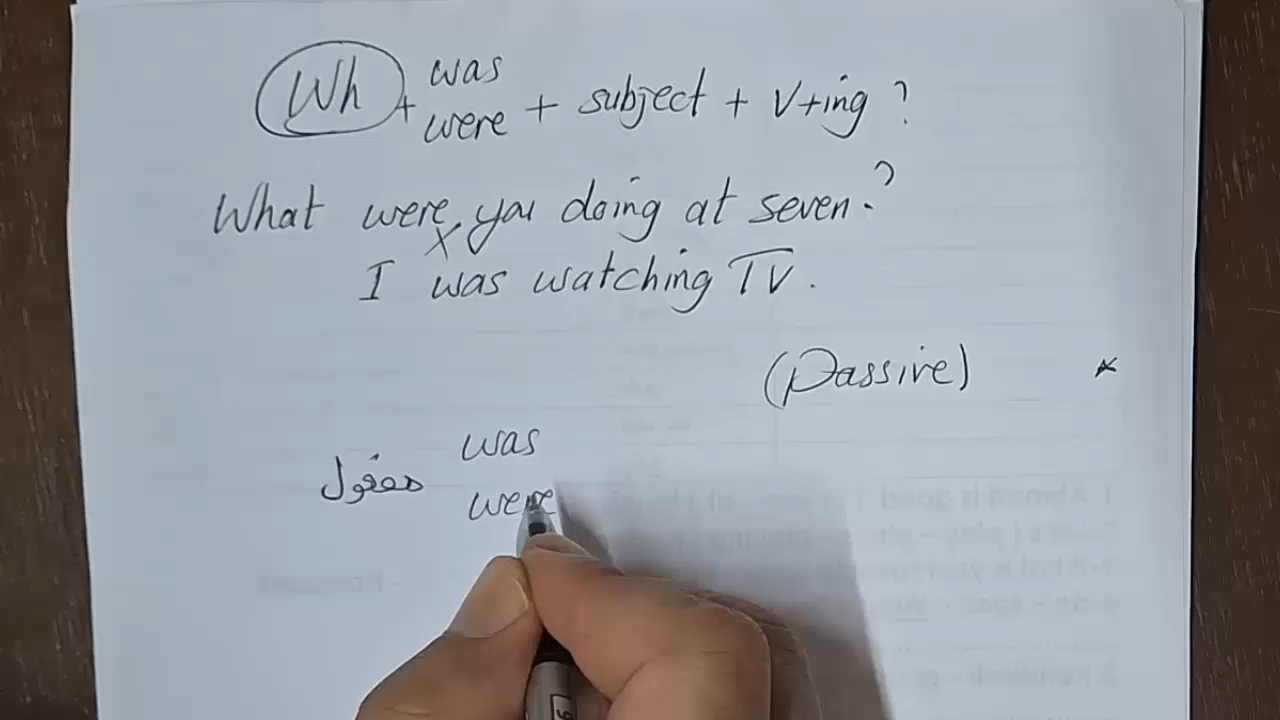 Wh + was
were + subject + V+ing ?
What were you doing at seven.?
x
I was watching TV.
(Passive) *
was
مفعول
were